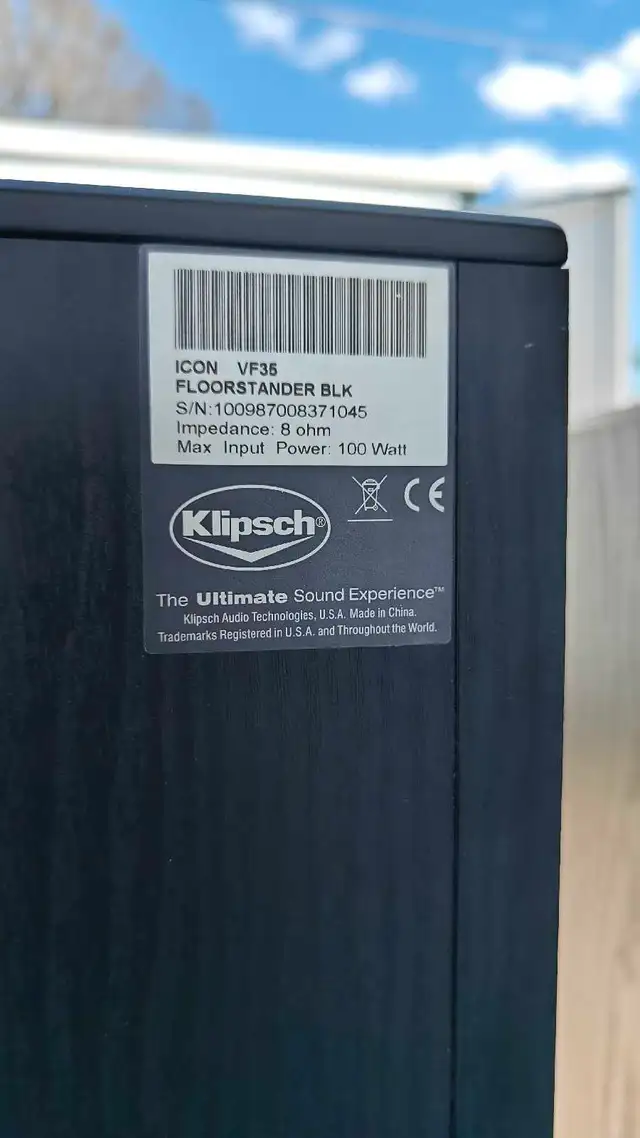 ICON VF35
FLOORSTANDER BLK
S/N:100987008371045
Impedance: 8 ohm
Max Input Power: 100 Watt
Klipsch®
CE
The Ultimate Sound Experience™
Klipsch Audio Technologies, U.S.A. Made in China.
Trademarks Registered in U.S.A. and Throughout the World.